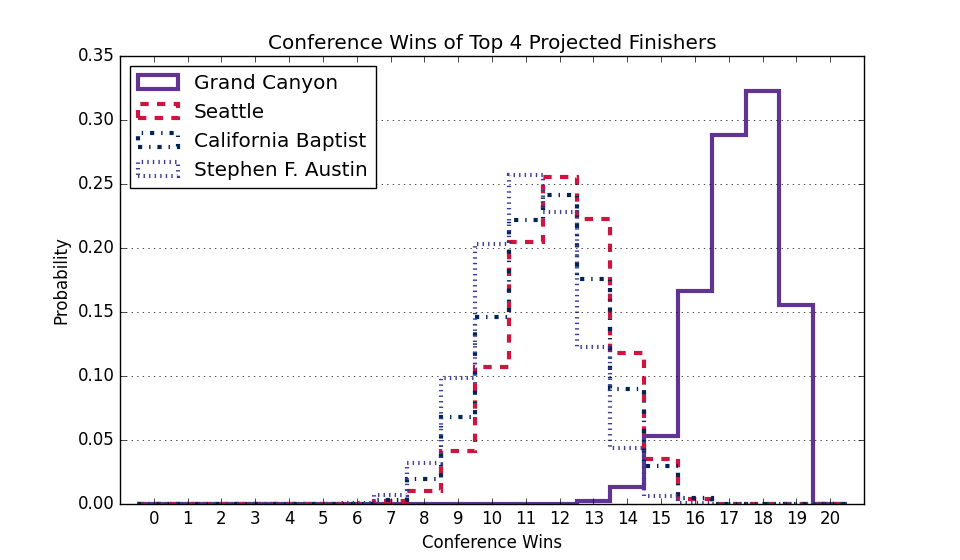 Conference Wins of Top 4 Projected Finishers
0.35
0.30
0.25
0.20
0.15
0.10
0.05
0.00
Probability
Grand Canyon
Seattle
California Baptist
Stephen F. Austin
0 1 2 3 4 5 6 7 8 9 10 11 12 13 14 15 16 17 18 19 20
Conference Wins